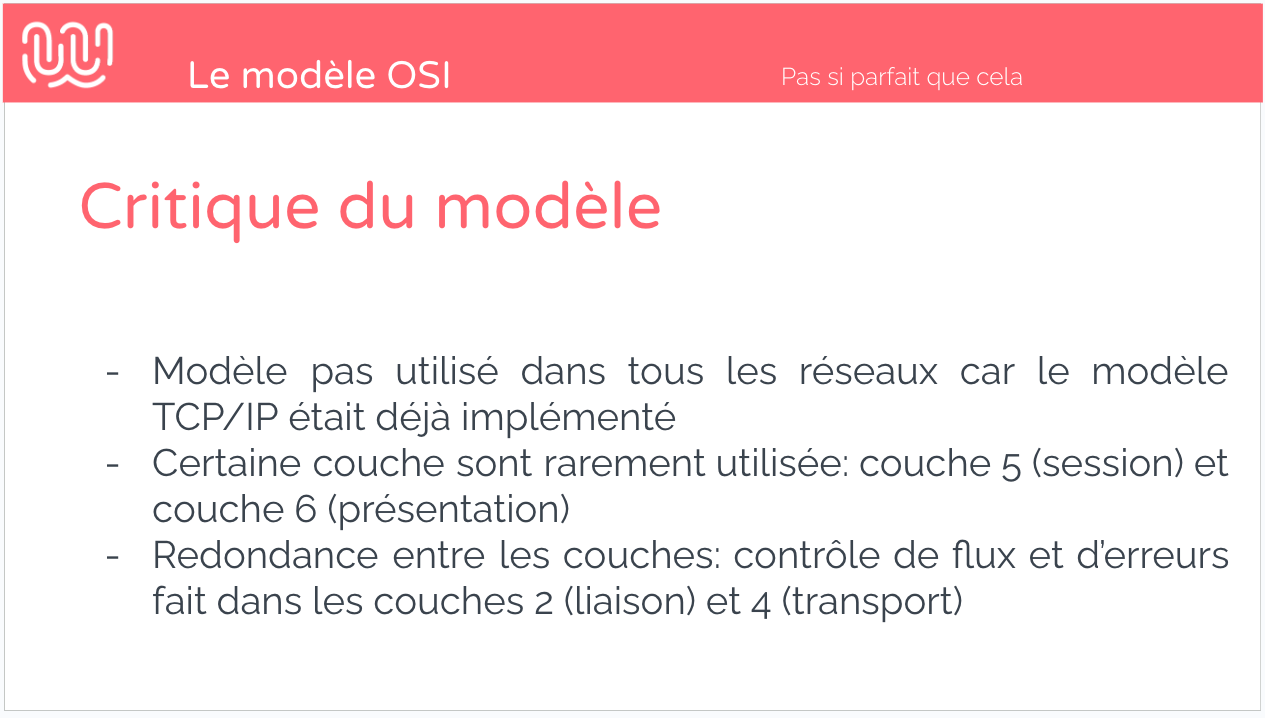 Le modèle OSI
Pas si parfait que cela
Critique du modèle
- Modèle pas utilisé dans tous les réseaux car le modèle
TCP/IP était déjà implémenté
- Certaine couche sont rarement utilisée: couche 5 (session) et
couche 6 (présentation)
- Redondance entre les couches: contrôle de flux et d’erreurs
fait dans les couches 2 (liaison) et 4 (transport)